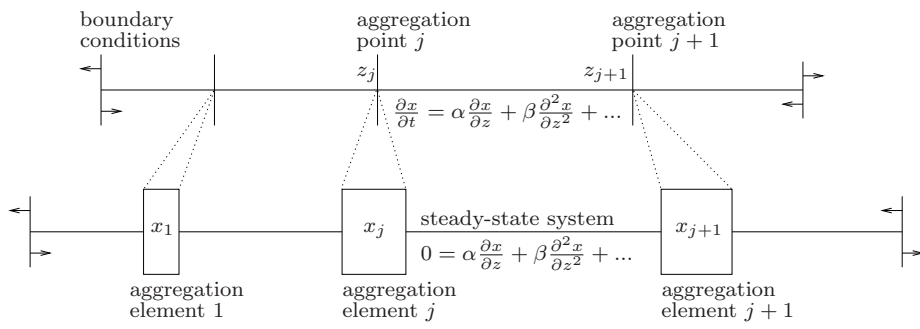 boundary
conditions
aggregation
point j
aggregation
point j + 1
z_j
z_{j+1}
∂x/∂t = α ∂x/∂z + β ∂²x/∂z² + ...
x_1
x_j
steady-state system
0 = α ∂x/∂z + β ∂²x/∂z² + ...
x_{j+1}
aggregation
element 1
aggregation
element j
aggregation
element j + 1